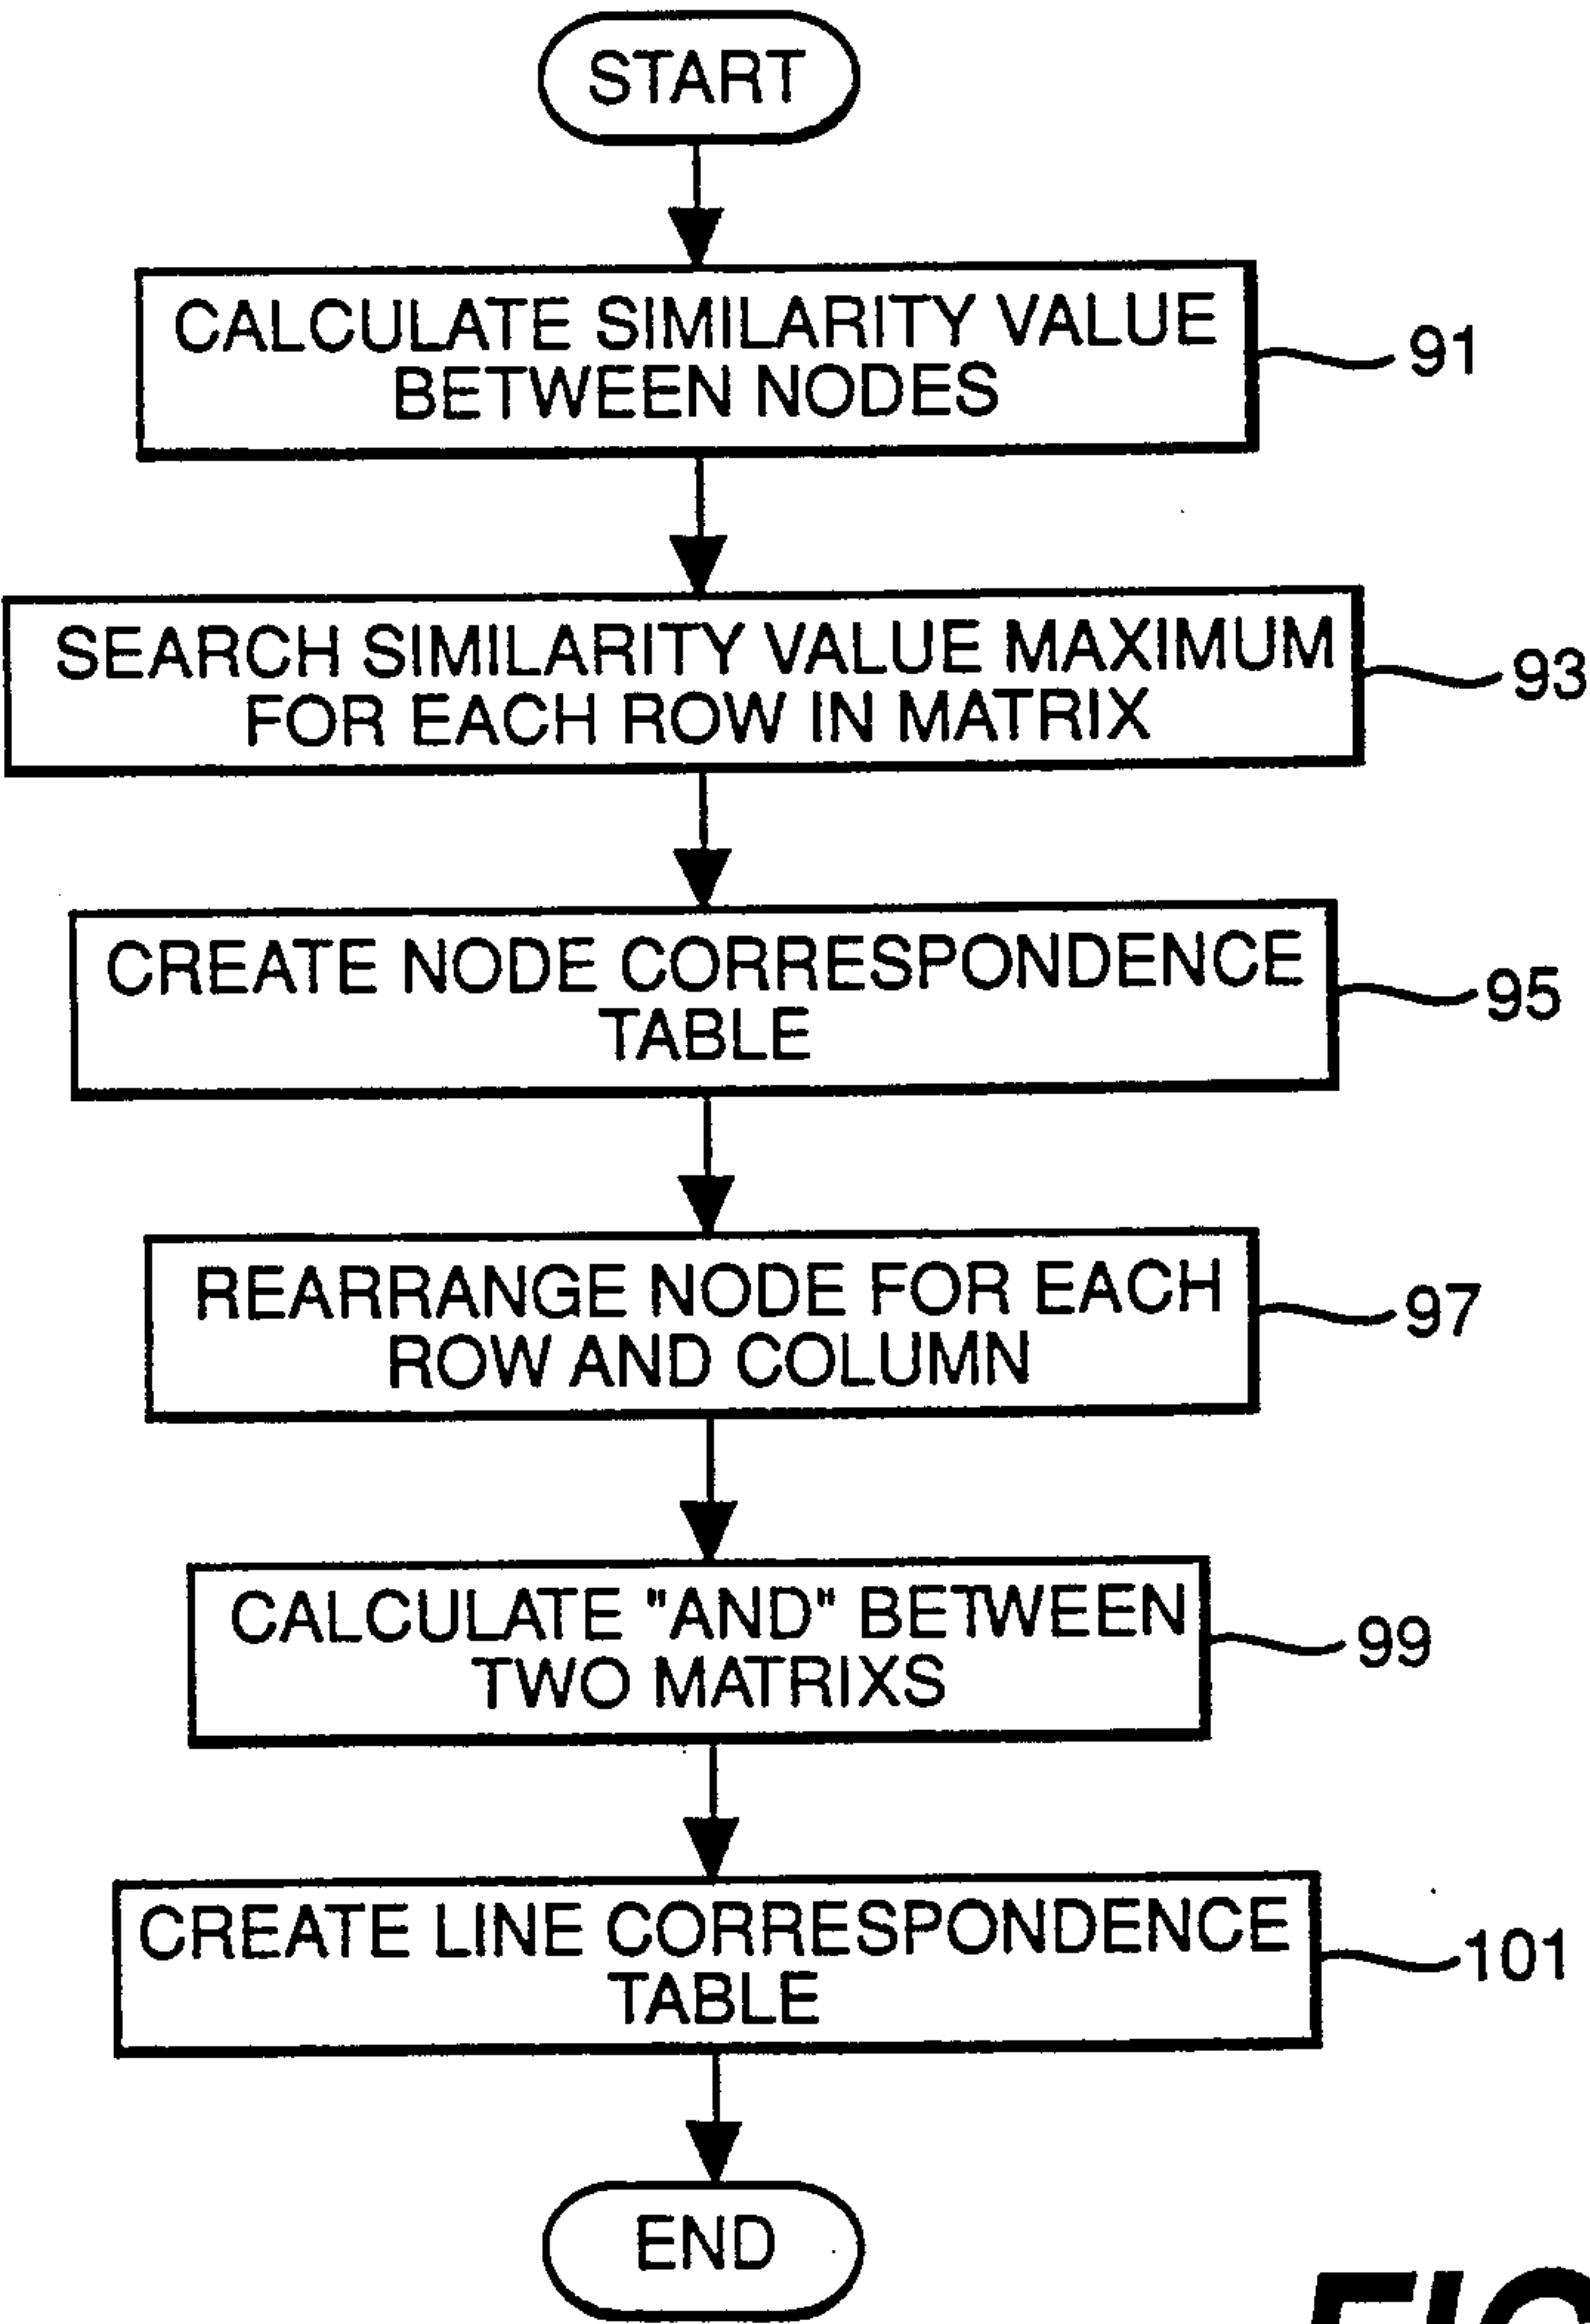 START
CALCULATE SIMILARITY VALUE
BETWEEN NODES
91
SEARCH SIMILARITY VALUE MAXIMUM
FOR EACH ROW IN MATRIX
93
CREATE NODE CORRESPONDENCE
TABLE
95
REARRANGE NODE FOR EACH
ROW AND COLUMN
97
CALCULATE "AND" BETWEEN
TWO MATRIXS
99
CREATE LINE CORRESPONDENCE
TABLE
101
END